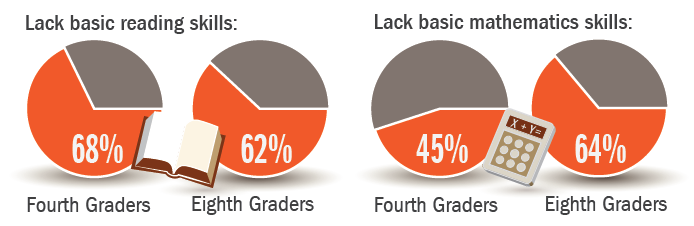 Lack basic reading skills:
68%
Fourth Graders
62%
Eighth Graders
Lack basic mathematics skills:
45%
Fourth Graders
X + Y =
64%
Eighth Graders